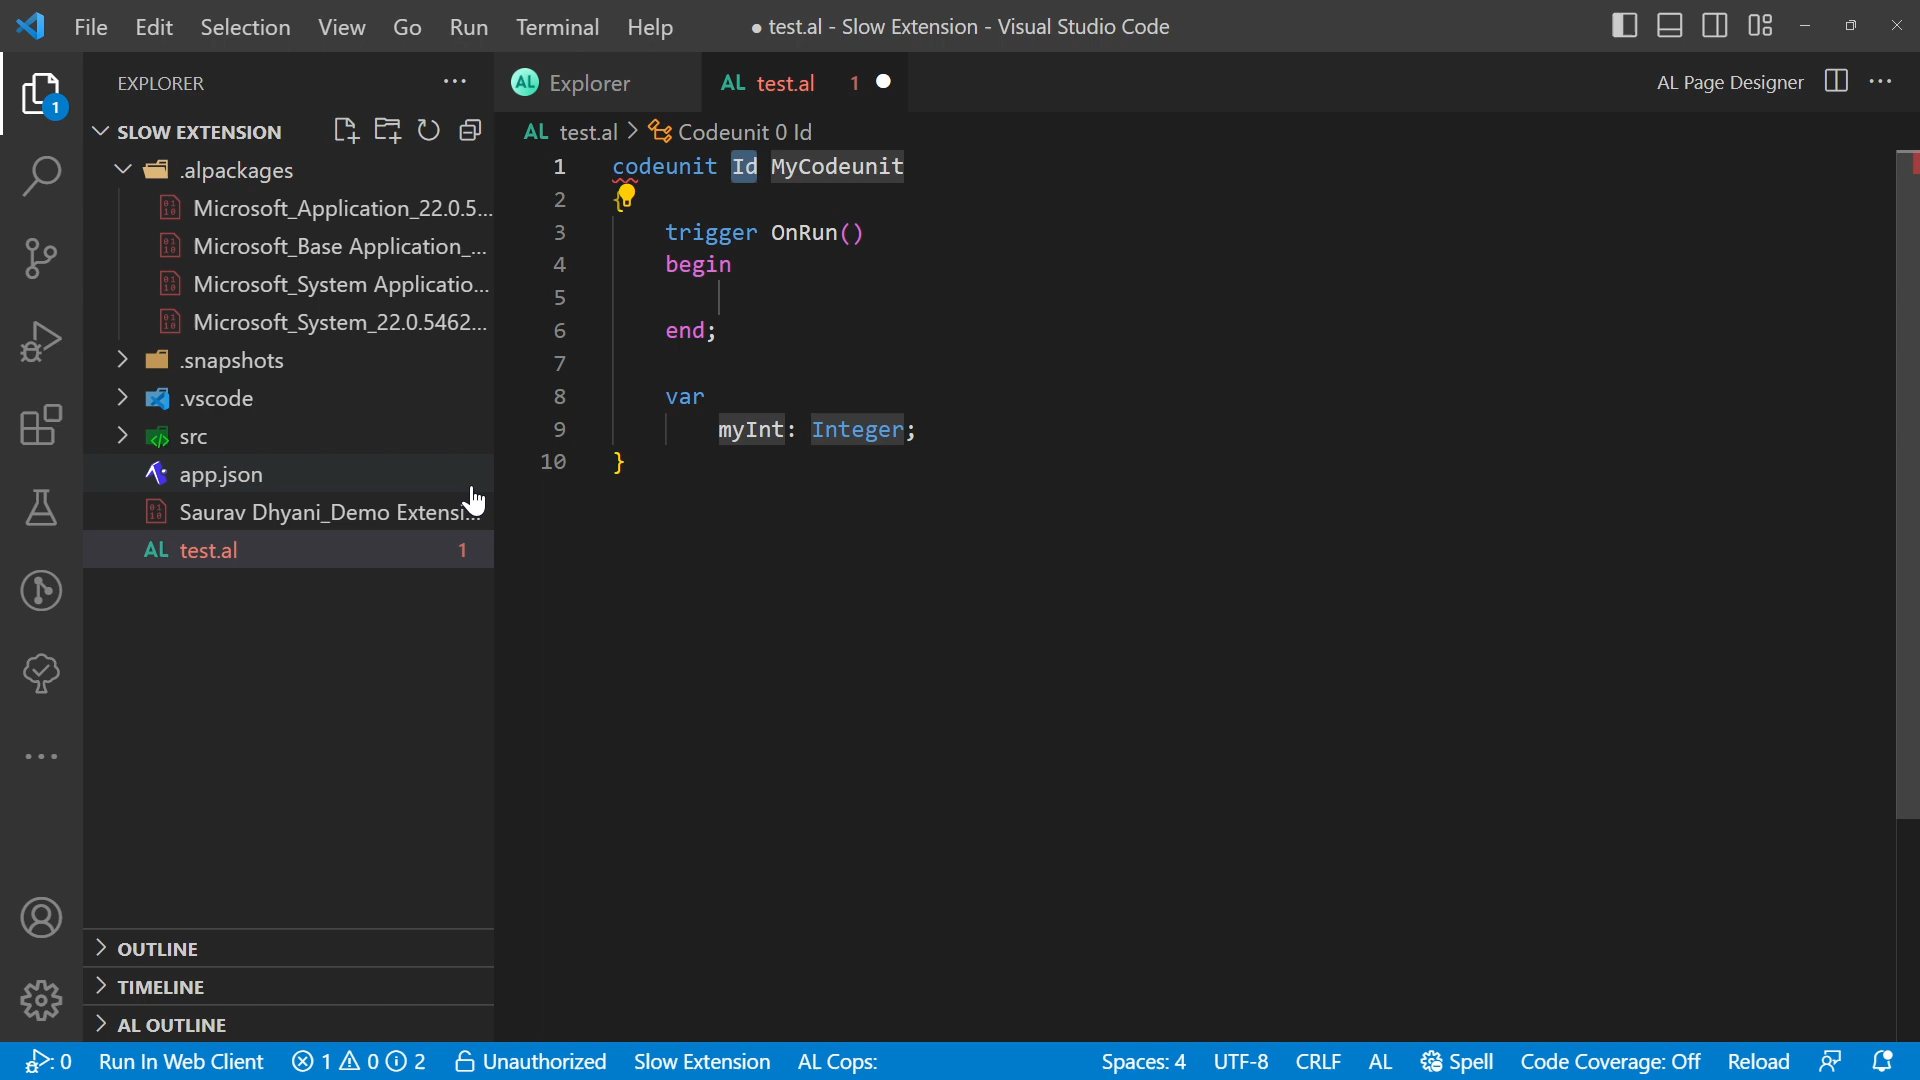 File Edit Selection View Go Run Terminal Help ● test.al - Slow Extension - Visual Studio Code
EXPLORER
AL Explorer
AL test.al 1
AL Page Designer
1
SLOW EXTENSION
AL test.al > Codeunit 0 Id
.alpackages
Microsoft_Application_22.0.5...
Microsoft_Base Application_...
Microsoft_System Applicatio...
Microsoft_System_22.0.5462...
.snapshots
.vscode
src
app.json
Saurav Dhyani_Demo Extensi...
AL test.al 1
1 codeunit Id MyCodeunit
2 {
3 trigger OnRun()
4 begin
5
6 end;
7
8 var
9 myInt: Integer;
10 }
OUTLINE
TIMELINE
AL OUTLINE
: 0 Run In Web Client 1 0 2 Unauthorized Slow Extension AL Cops: Spaces: 4 UTF-8 CRLF AL Spell Code Coverage: Off Reload